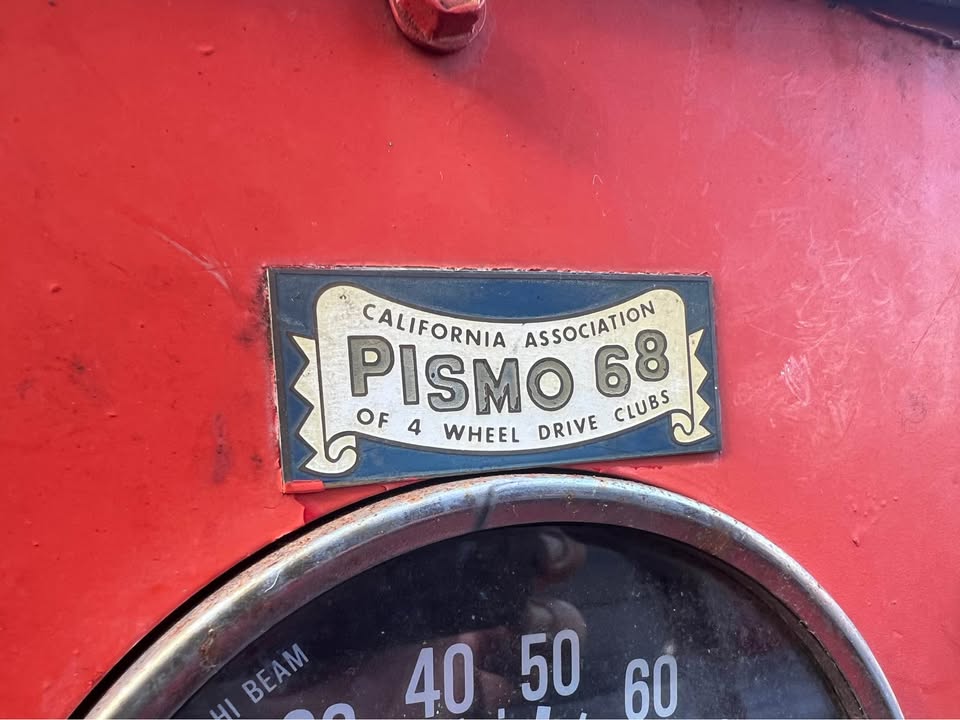 CALIFORNIA ASSOCIATION
PISMO 68
OF 4 WHEEL DRIVE CLUBS
HI BEAM
40 50 60